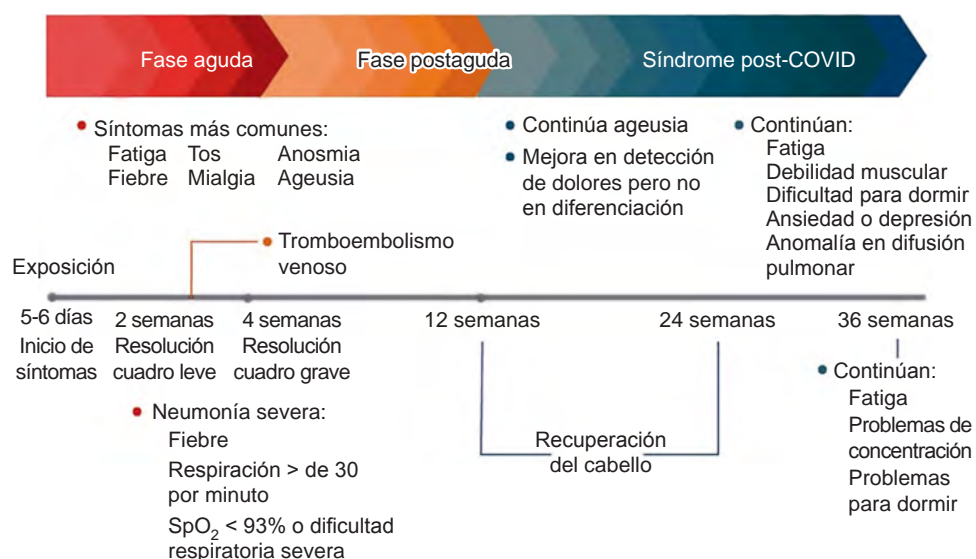 Fase aguda
Fase postaguda
Síndrome post-COVID
• Síntomas más comunes:
Fatiga Tos Anosmia
Fiebre Mialgia Ageusia
• Continúa ageusia
• Mejora en detección
de dolores pero no
en diferenciación
• Continúan:
Fatiga
Debilidad muscular
Dificultad para dormir
Ansiedad o depresión
Anomalía en difusión
pulmonar
• Tromboembolismo
venoso
Exposición
5-6 días
Inicio de
síntomas
2 semanas
Resolución
cuadro leve
4 semanas
Resolución
cuadro grave
12 semanas
24 semanas
36 semanas
• Neumonía severa:
Fiebre
Respiración > de 30
por minuto
SpO₂ < 93% o dificultad
respiratoria severa
Recuperación
del cabello
• Continúan:
Fatiga
Problemas de
concentración
Problemas
para dormir